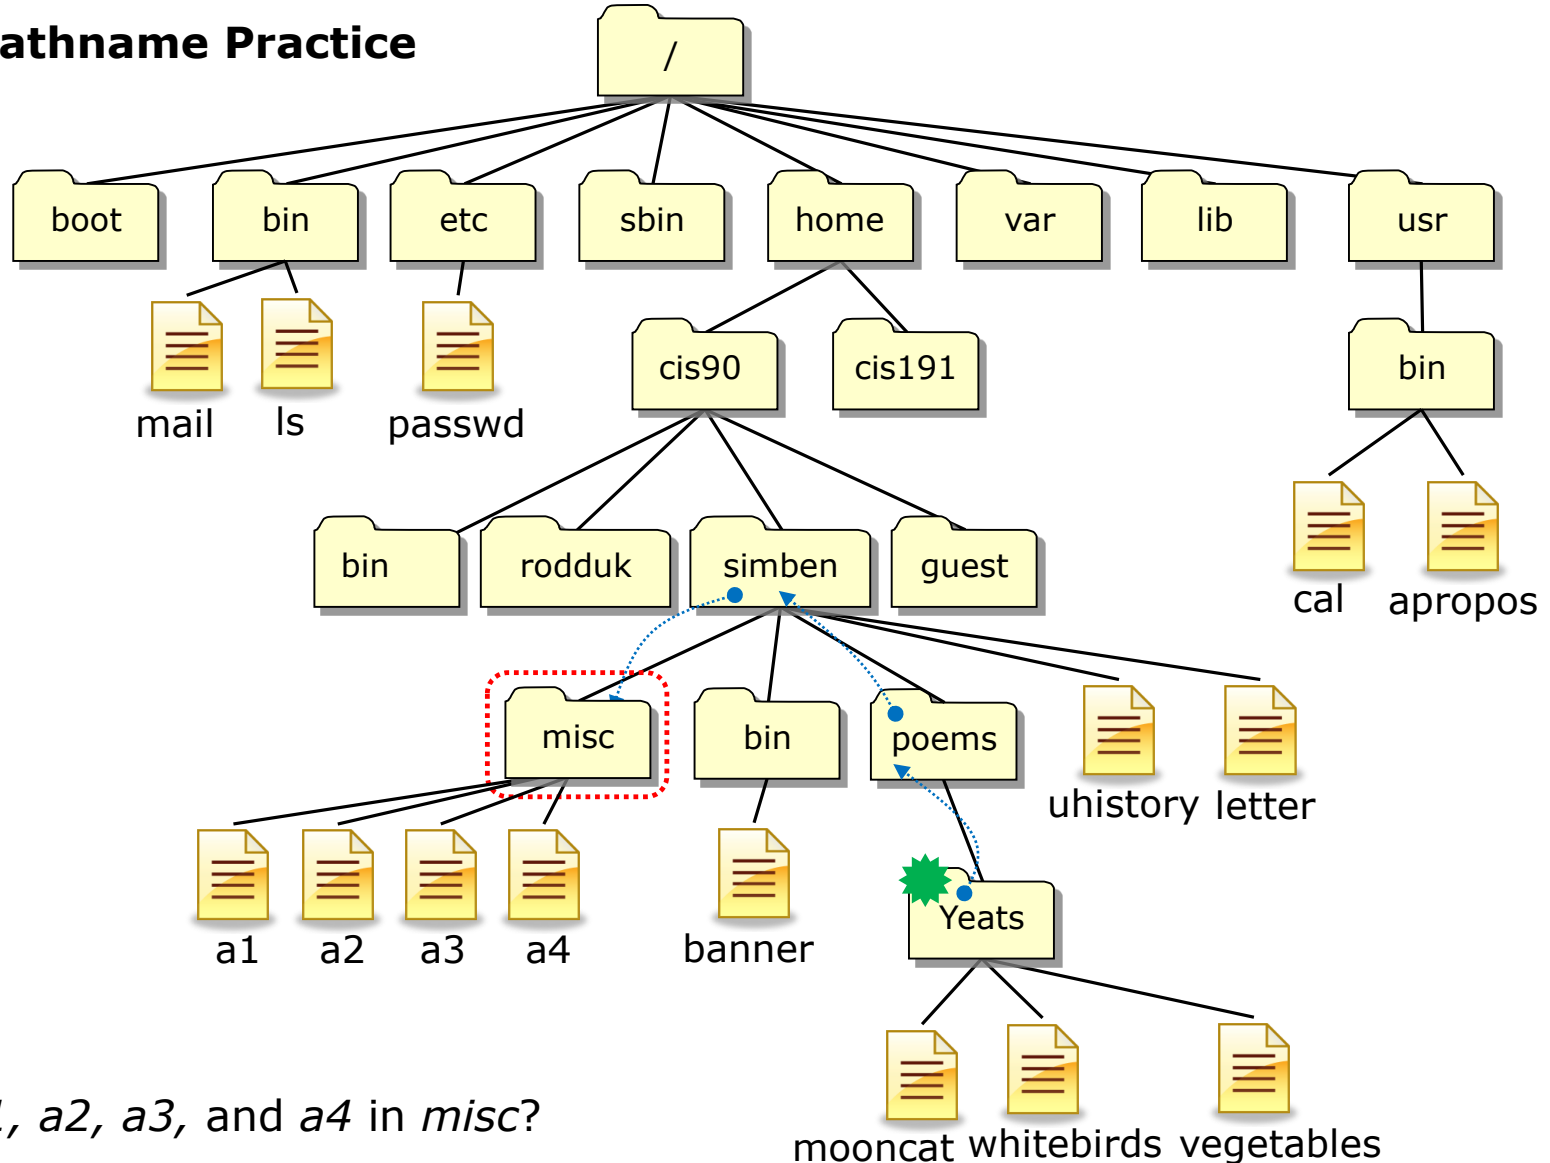 athname Practice
/
boot bin etc sbin home var lib usr
mail ls passwd
cis90 cis191 bin
bin rodduk simben guest
cal apropos
misc bin poems
uhistory letter
a1 a2 a3 a4 banner
Yeats
, a2, a3, and a4 in misc?
mooncat whitebirds vegetables